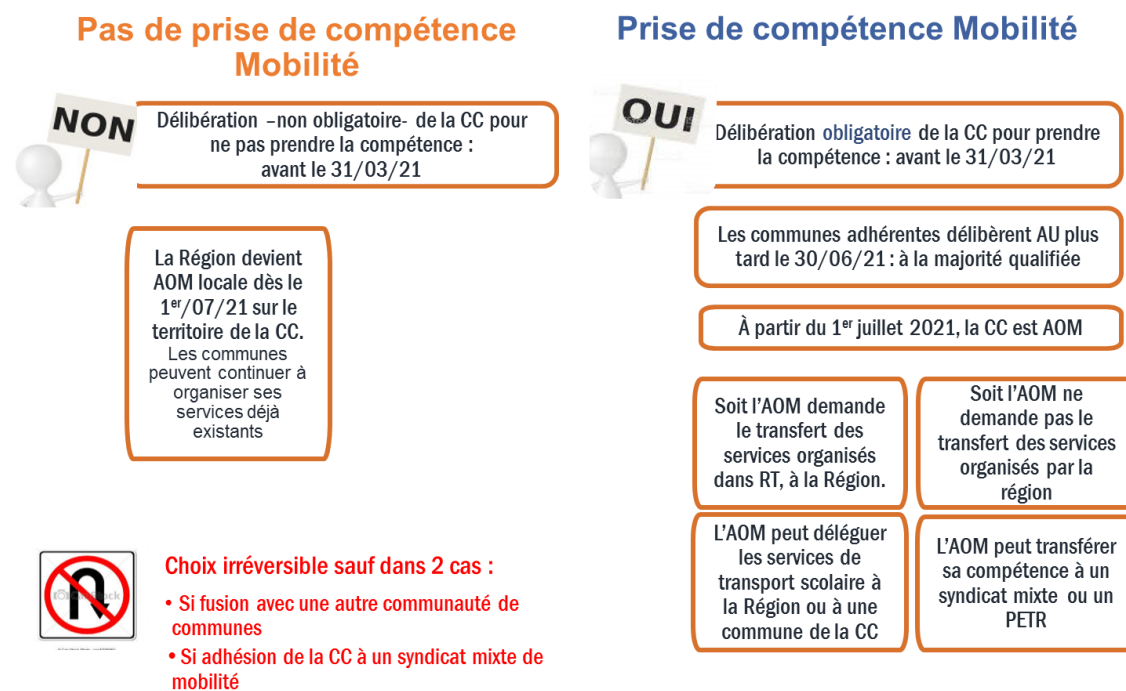 Pas de prise de compétence
Mobilité
NON
Délibération –non obligatoire- de la CC pour
ne pas prendre la compétence :
avant le 31/03/21
La Région devient
AOM locale dès le
1er/07/21 sur le
territoire de la CC.
Les communes
peuvent continuer à
organiser ses
services déjà
existants
Choix irréversible sauf dans 2 cas :
• Si fusion avec une autre communauté de
communes
• Si adhésion de la CC à un syndicat mixte de
mobilité
Prise de compétence Mobilité
OUI
Délibération obligatoire de la CC pour prendre
la compétence : avant le 31/03/21
Les communes adhérentes délibèrent AU plus
tard le 30/06/21 : à la majorité qualifiée
À partir du 1er juillet 2021, la CC est AOM
Soit l’AOM demande
le transfert des
services organisés
dans RT, à la Région.
Soit l’AOM ne
demande pas le
transfert des services
organisés par la
région
L’AOM peut déléguer
les services de
transport scolaire à
la Région ou à une
commune de la CC
L’AOM peut transférer
sa compétence à un
syndicat mixte ou un
PETR